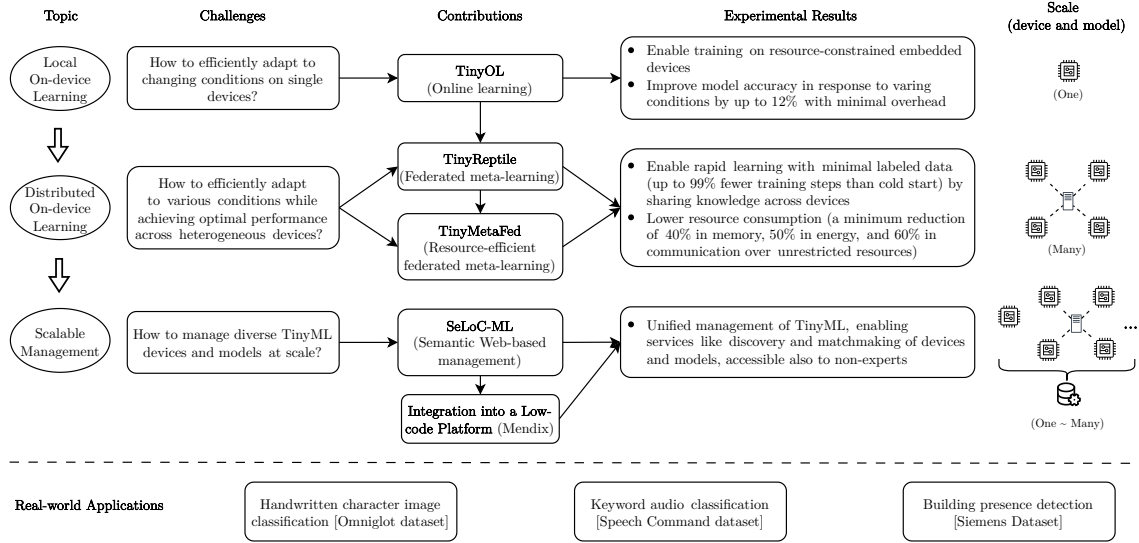 Topic
Challenges
Contributions
Experimental Results
Scale
(device and model)
Local
On-device
Learning
How to efficiently adapt to
changing conditions on single
devices?
TinyOL
(Online learning)
● Enable training on resource-constrained embedded
devices
● Improve model accuracy in response to varing
conditions by up to 12% with minimal overhead
(One)
Distributed
On-device
Learning
How to efficiently adapt
to various conditions while
achieving optimal performance
across heterogeneous devices?
TinyReptile
(Federated meta-learning)
TinyMetaFed
(Resource-efficient
federated meta-learning)
● Enable rapid learning with minimal labeled data
(up to 99% fewer training steps than cold start) by
sharing knowledge across devices
● Lower resource consumption (a minimum reduction
of 40% in memory, 50% in energy, and 60% in
communication over unrestricted resources)
(Many)
Scalable
Management
How to manage diverse TinyML
devices and models at scale?
SeLoC-ML
(Semantic Web-based
management)
Integration into a Low-
code Platform (Mendix)
● Unified management of TinyML, enabling
services like discovery and matchmaking of devices
and models, accessible also to non-experts
...
(One ~ Many)
Real-world Applications
Handwritten character image
classification [Omniglot dataset]
Keyword audio classification
[Speech Command dataset]
Building presence detection
[Siemens Dataset]